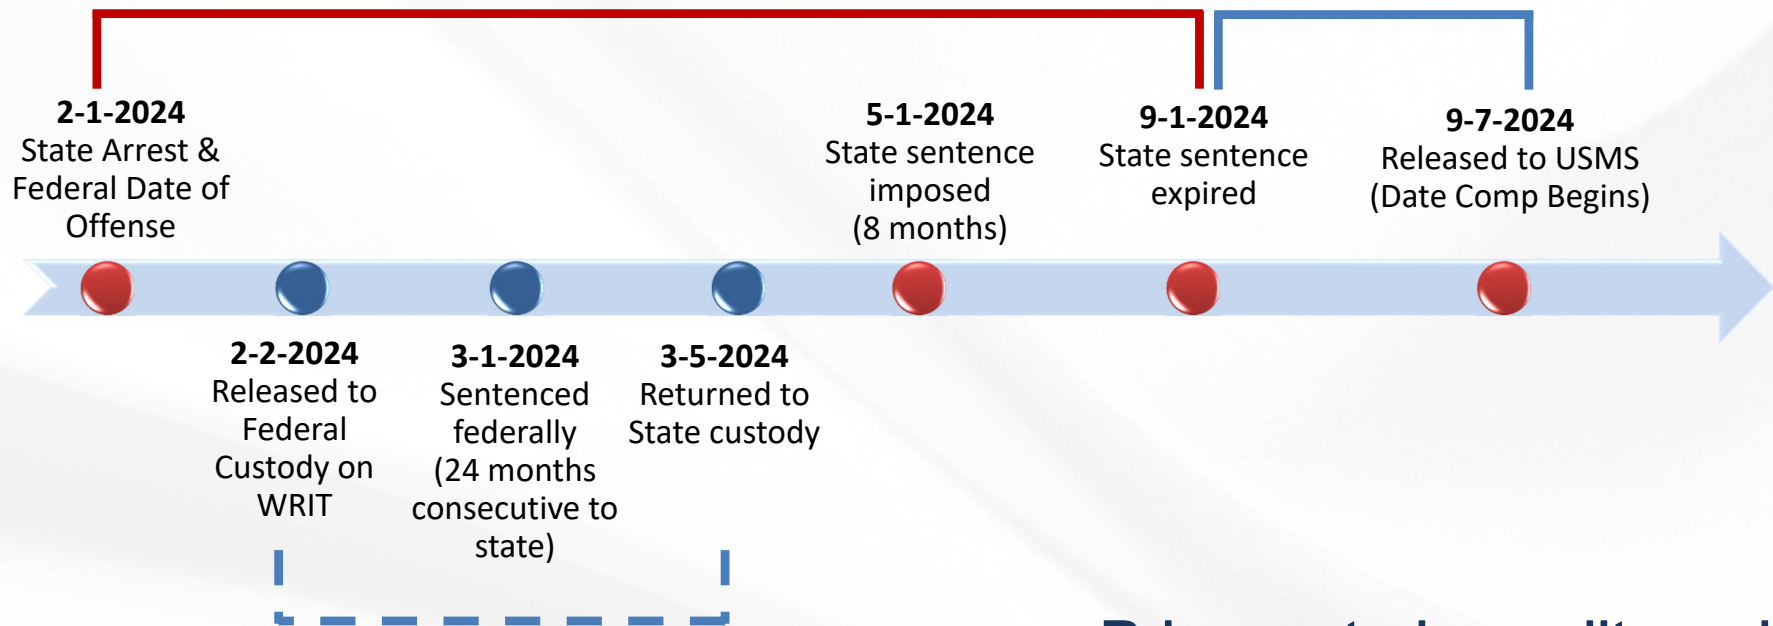 2-1-2024
State Arrest &
Federal Date of
Offense
5-1-2024
State sentence
imposed
(8 months)
9-1-2024
State sentence
expired
9-7-2024
Released to USMS
(Date Comp Begins)
2-2-2024
Released to
Federal
Custody on
WRIT
3-1-2024
Sentenced
federally
(24 months
consecutive to
state)
3-5-2024
Returned to
State custody